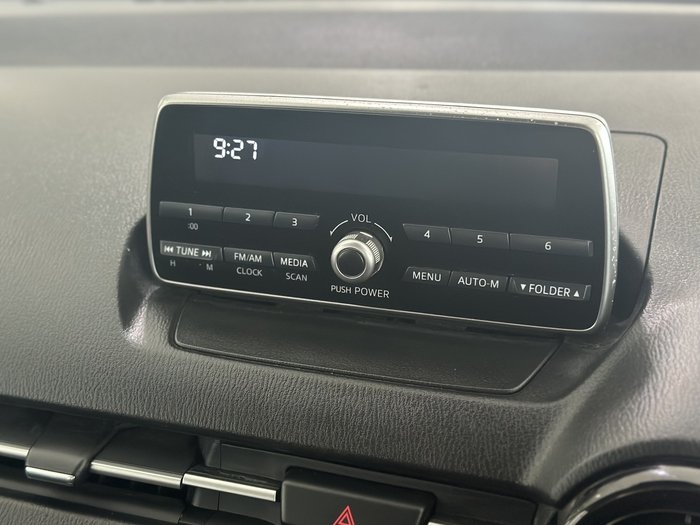 9:27
1 2 3 VOL 4 5 6
:00
⏮ TUNE ⏭ FM/AM MEDIA MENU AUTO-M ▼ FOLDER ▲
H - M CLOCK SCAN
PUSH POWER